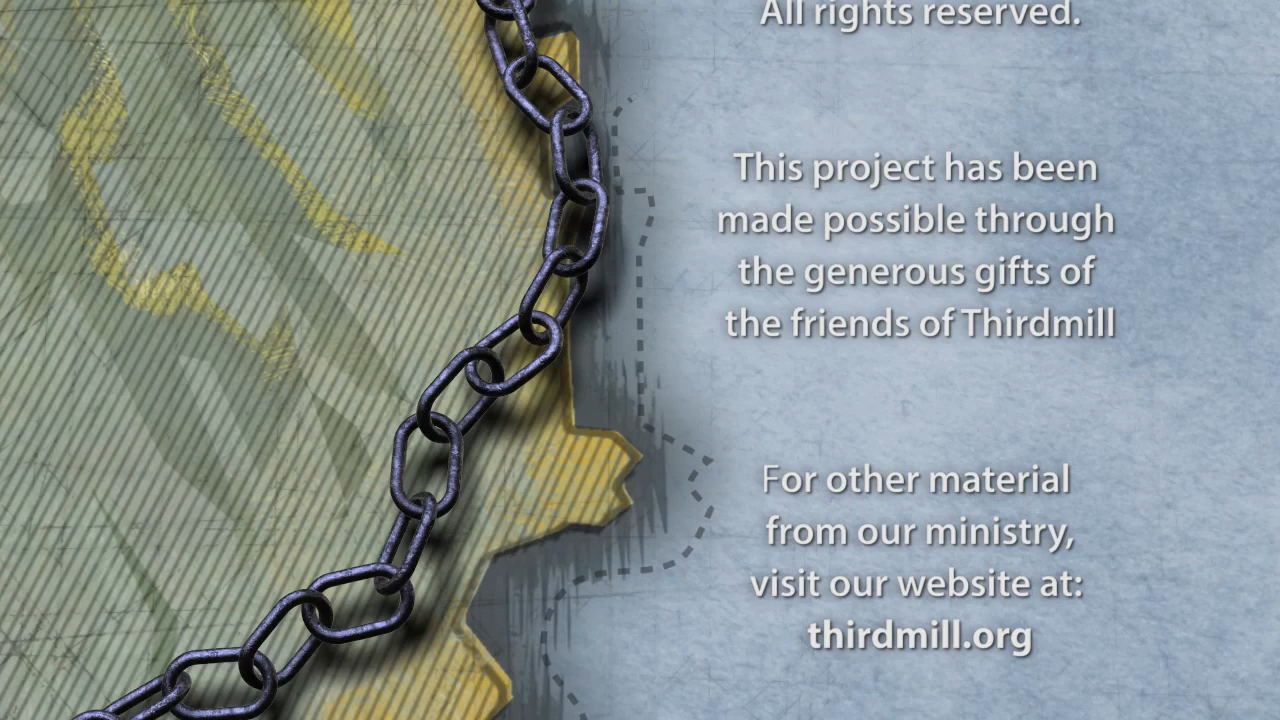 All rights reserved.
This project has been
made possible through
the generous gifts of
the friends of Thirdmill
For other material
from our ministry,
visit our website at:
thirdmill.org